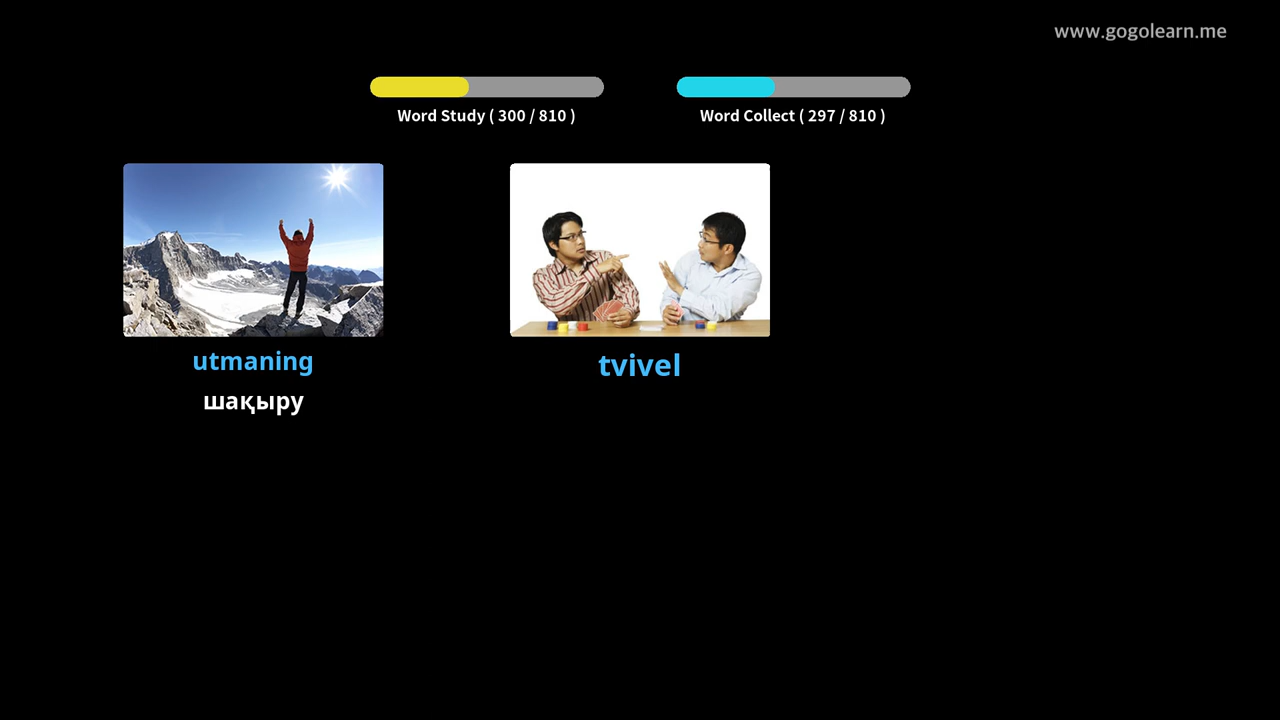 www.gogolearn.me
Word Study ( 300 / 810 )
Word Collect ( 297 / 810 )
utmaning
шақыру
tvivel